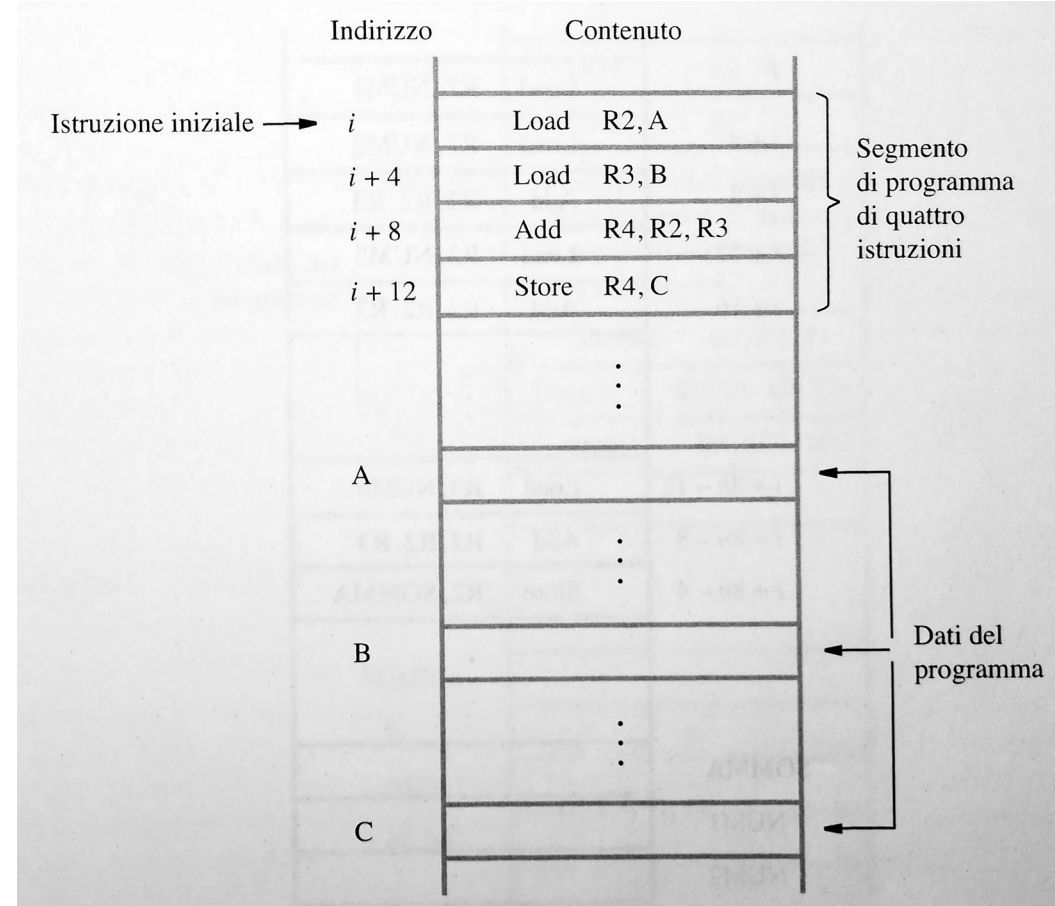 Indirizzo Contenuto
Istruzione iniziale i Load R2, A
i + 4 Load R3, B
i + 8 Add R4, R2, R3
i + 12 Store R4, C
Segmento
di programma
di quattro
istruzioni
A
B
C
Dati del
programma